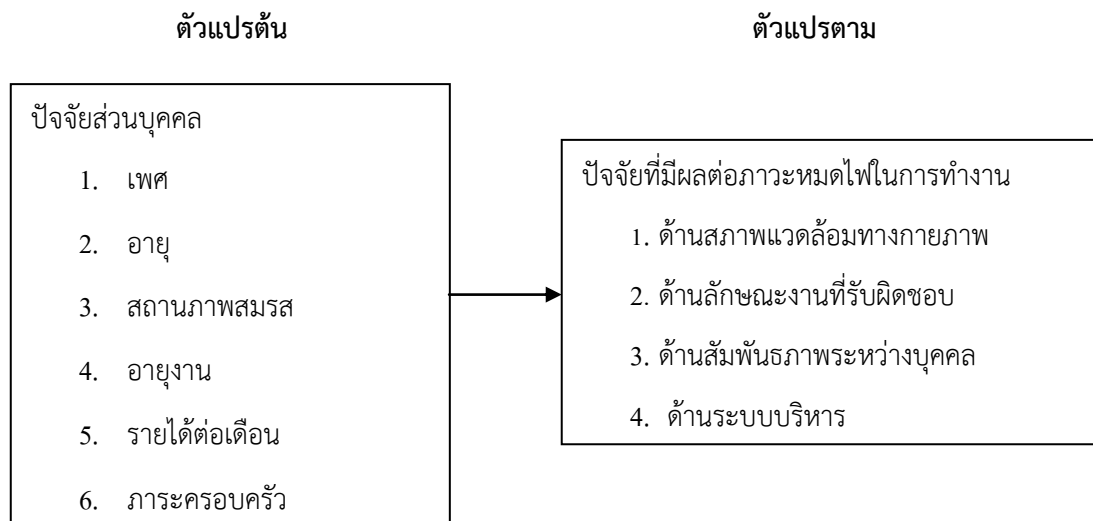 ตัวแปรต้น
ตัวแปรตาม
ปัจจัยส่วนบุคคล
1. เพศ
2. อายุ
3. สถานภาพสมรส
4. อายุงาน
5. รายได้ต่อเดือน
6. ภาระครอบครัว
ปัจจัยที่มีผลต่อภาวะหมดไฟในการทำงาน
1. ด้านสภาพแวดล้อมทางกายภาพ
2. ด้านลักษณะงานที่รับผิดชอบ
3. ด้านสัมพันธภาพระหว่างบุคคล
4. ด้านระบบบริหาร